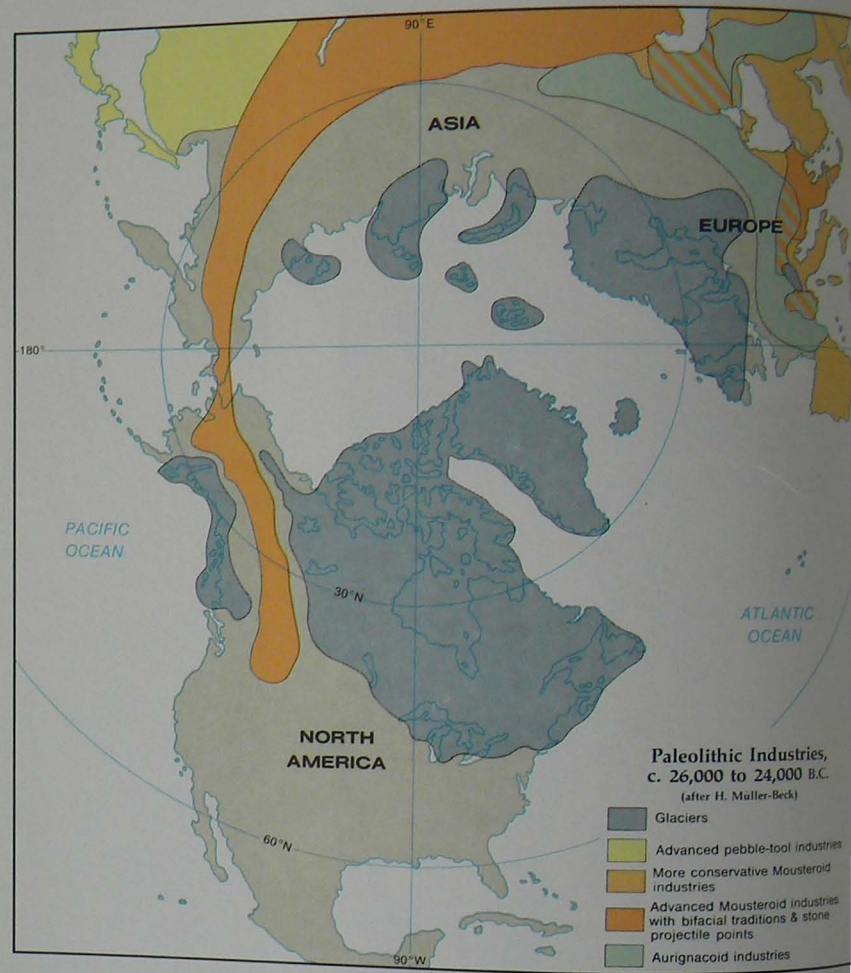 90°E
ASIA
EUROPE
180°
PACIFIC
OCEAN
30°N
ATLANTIC
OCEAN
NORTH
AMERICA
60°N
90°W
Paleolithic Industries,
c. 26,000 to 24,000 B.C.
(after H. Müller-Beck)
Glaciers
Advanced pebble-tool industries
More conservative Mousteroid
industries
Advanced Mousteroid industries
with bifacial traditions & stone
projectile points
Aurignacoid industries